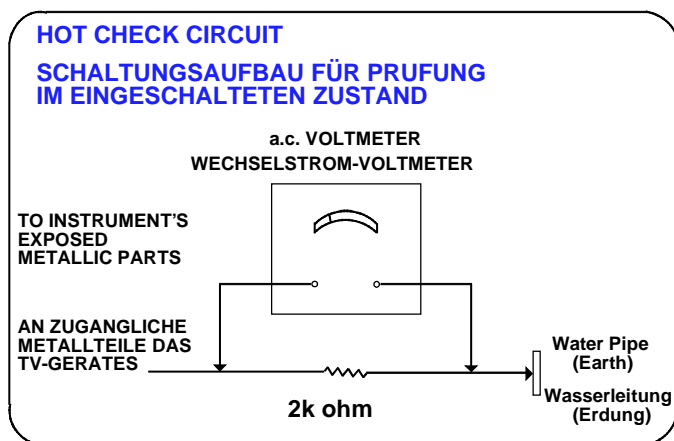 HOT CHECK CIRCUIT
SCHALTUNGSAUFBAU FÜR PRUFUNG
IM EINGESCHALTETEN ZUSTAND
a.c. VOLTMETER
WECHSELSTROM-VOLTMETER
TO INSTRUMENT'S
EXPOSED
METALLIC PARTS
AN ZUGANGLICHE
METALLTEILE DAS
TV-GERATES
2k ohm
Water Pipe
(Earth)
Wasserleitung
(Erdung)